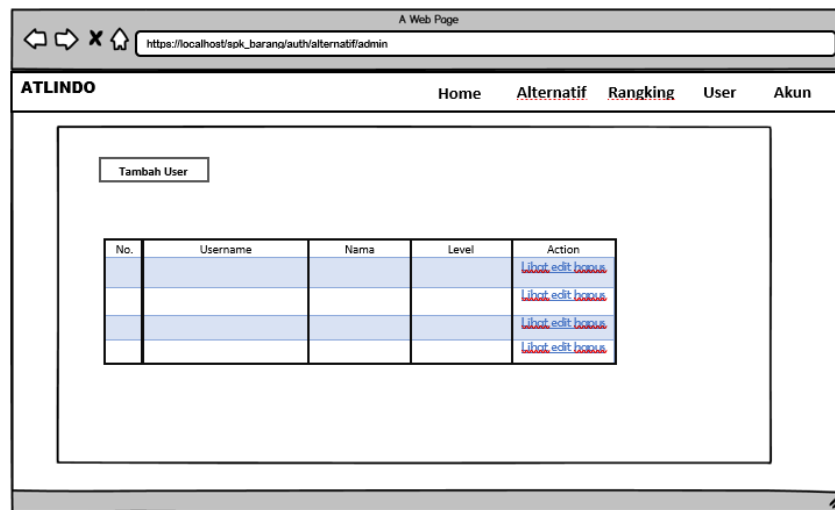 A Web Page
https://localhost/spk_barang/auth/alternatif/admin
ATLINDO Home Alternatif Rangking User Akun
Tambah User
No. Username Nama Level Action
Lihat edit hapus
Lihat edit hapus
Lihat edit hapus
Lihat edit hapus